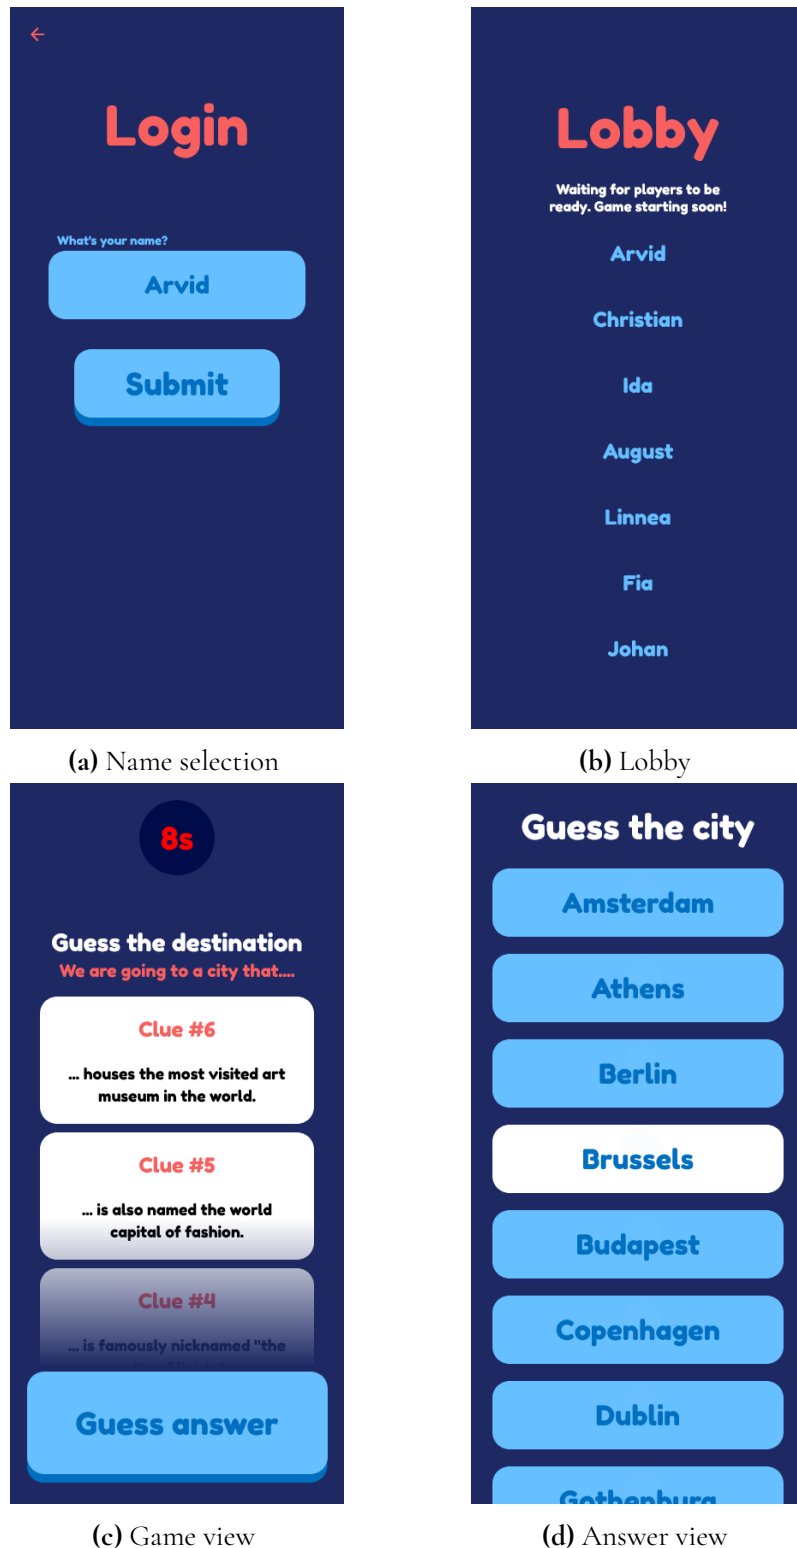 Login
What's your name?
Arvid
Submit
(a) Name selection
Lobby
Waiting for players to be
ready. Game starting soon!
Arvid
Christian
Ida
August
Linnea
Fia
Johan
(b) Lobby
8s
Guess the destination
We are going to a city that....
Clue #6
... houses the most visited art
museum in the world.
Clue #5
... is also named the world
capital of fashion.
Clue #4
... is famously nicknamed "the
Guess answer
(c) Game view
Guess the city
Amsterdam
Athens
Berlin
Brussels
Budapest
Copenhagen
Dublin
Gothenburg
(d) Answer view